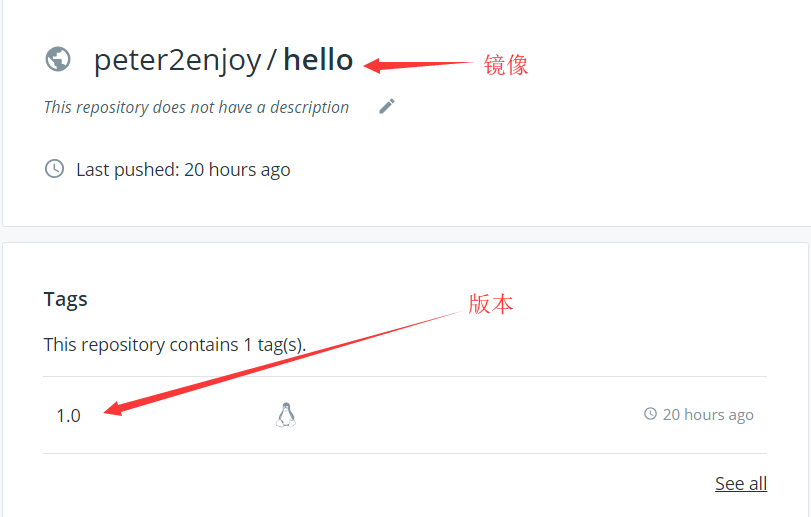 peter2enjoy / hello
镜像
This repository does not have a description
Last pushed: 20 hours ago
Tags
版本
This repository contains 1 tag(s).
1.0
20 hours ago
See all